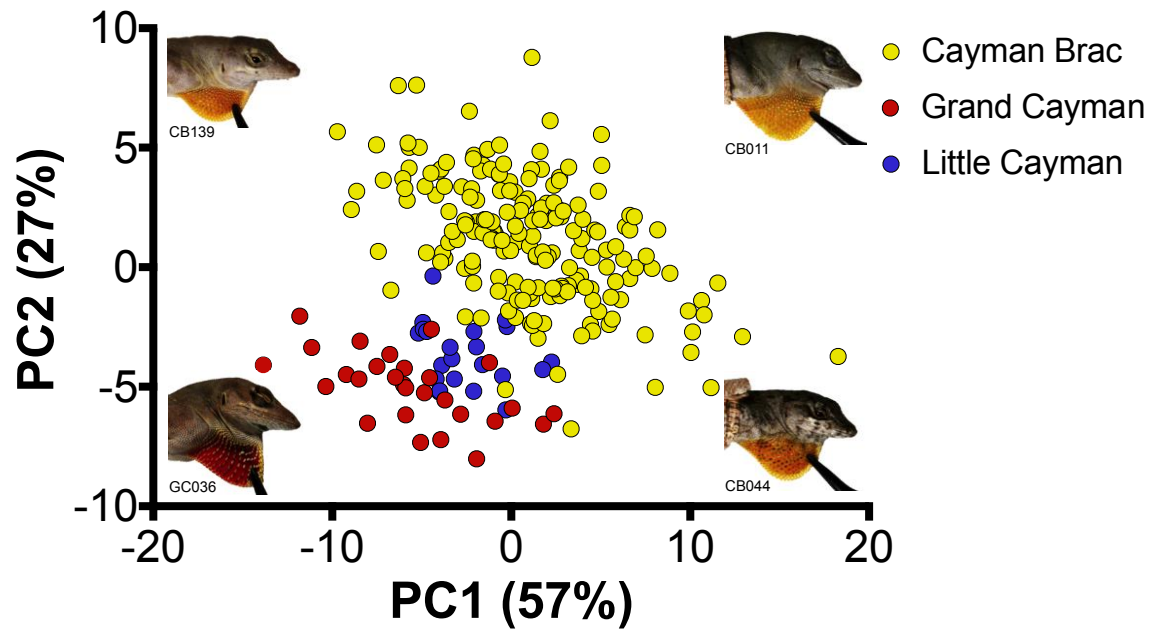 10
5
0
-5
-10
PC2 (27%)
CB139
CB011
GC036
CB044
Cayman Brac
Grand Cayman
Little Cayman
-20
-10
0
10
20
PC1 (57%)